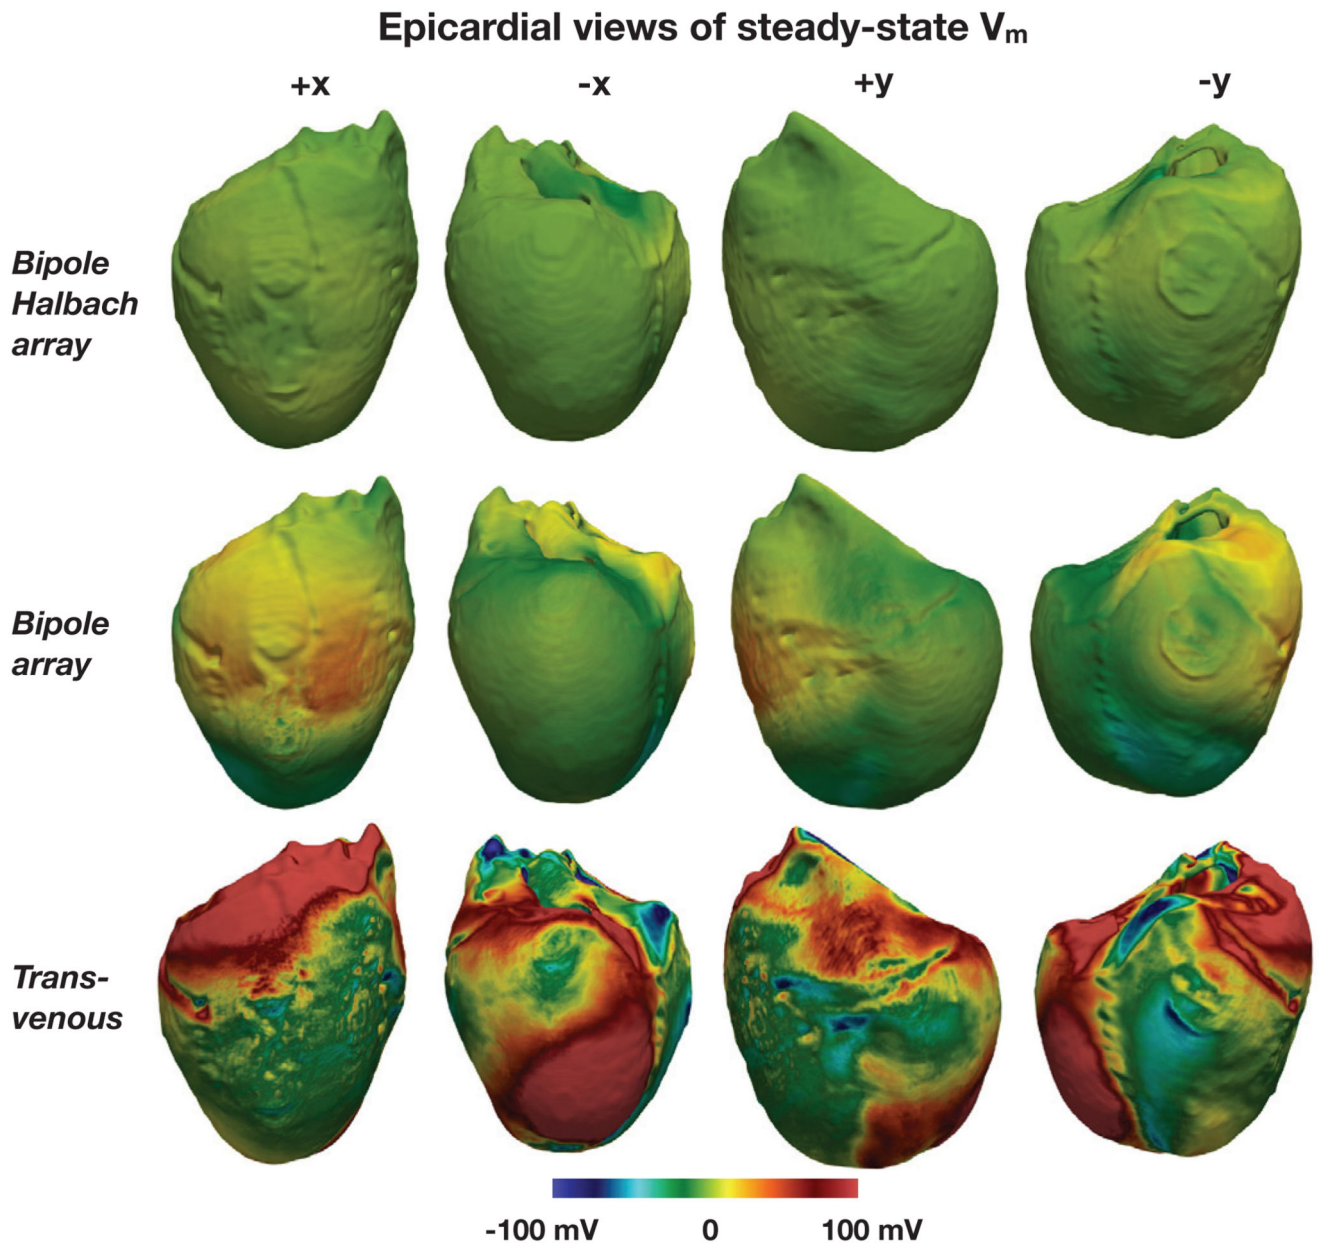 Epicardial views of steady-state Vm
+x -x +y -y
Bipole
Halbach
array
Bipole
array
Trans-
venous
-100 mV 0 100 mV